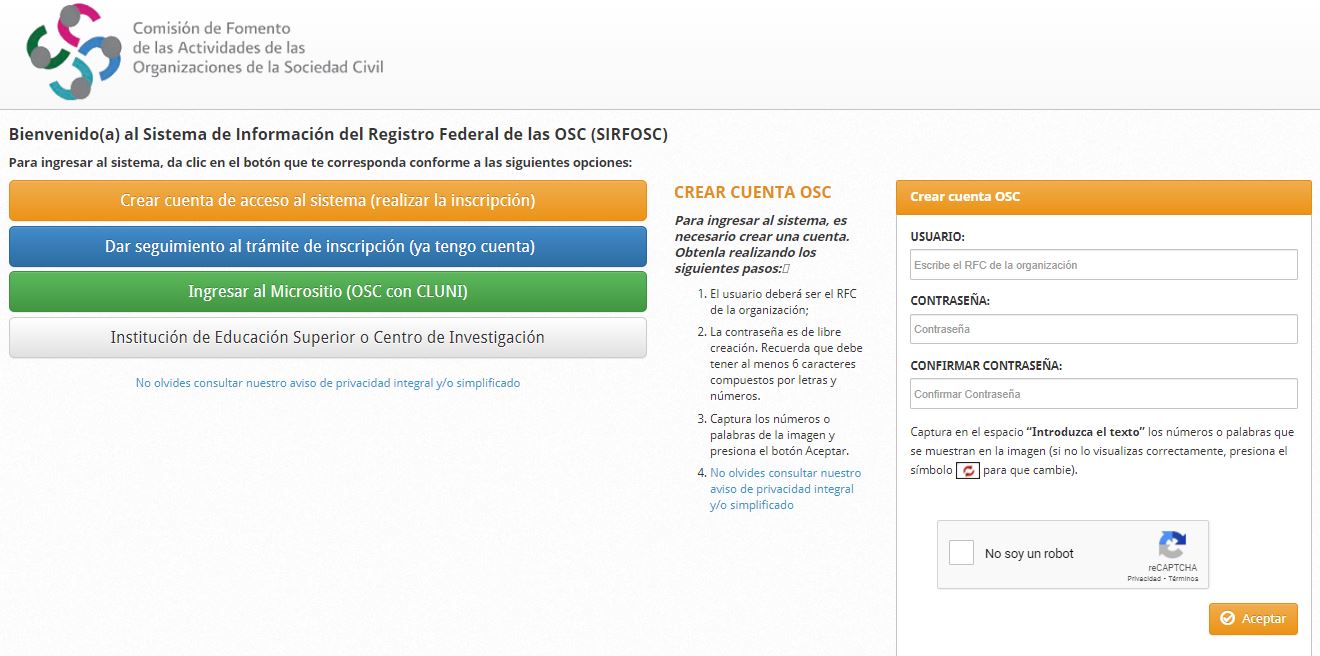 Comisión de Fomento
de las Actividades de las
Organizaciones de la Sociedad Civil
Bienvenido(a) al Sistema de Información del Registro Federal de las OSC (SIRFOSC)
Para ingresar al sistema, da clic en el botón que te corresponda conforme a las siguientes opciones:
Crear cuenta de acceso al sistema (realizar la inscripción)
Dar seguimiento al trámite de inscripción (ya tengo cuenta)
Ingresar al Micrositio (OSC con CLUNI)
Institución de Educación Superior o Centro de Investigación
No olvides consultar nuestro aviso de privacidad integral y/o simplificado
CREAR CUENTA OSC
Para ingresar al sistema, es
necesario crear una cuenta.
Obtenla realizando los
siguientes pasos:
1. El usuario deberá ser el RFC
de la organización;
2. La contraseña es de libre
creación. Recuerda que debe
tener al menos 6 caracteres
compuestos por letras y
números.
3. Captura los números o
palabras de la imagen y
presiona el botón Aceptar.
4. No olvides consultar nuestro
aviso de privacidad integral
y/o simplificado
Crear cuenta OSC
USUARIO:
Escribe el RFC de la organización
CONTRASEÑA:
Contraseña
CONFIRMAR CONTRASEÑA:
Confirmar Contraseña
Captura en el espacio “Introduzca el texto” los números o palabras que
se muestran en la imagen (si no lo visualizas correctamente, presiona el
símbolo para que cambie).
No soy un robot
reCAPTCHA
Privacidad - Términos
Aceptar